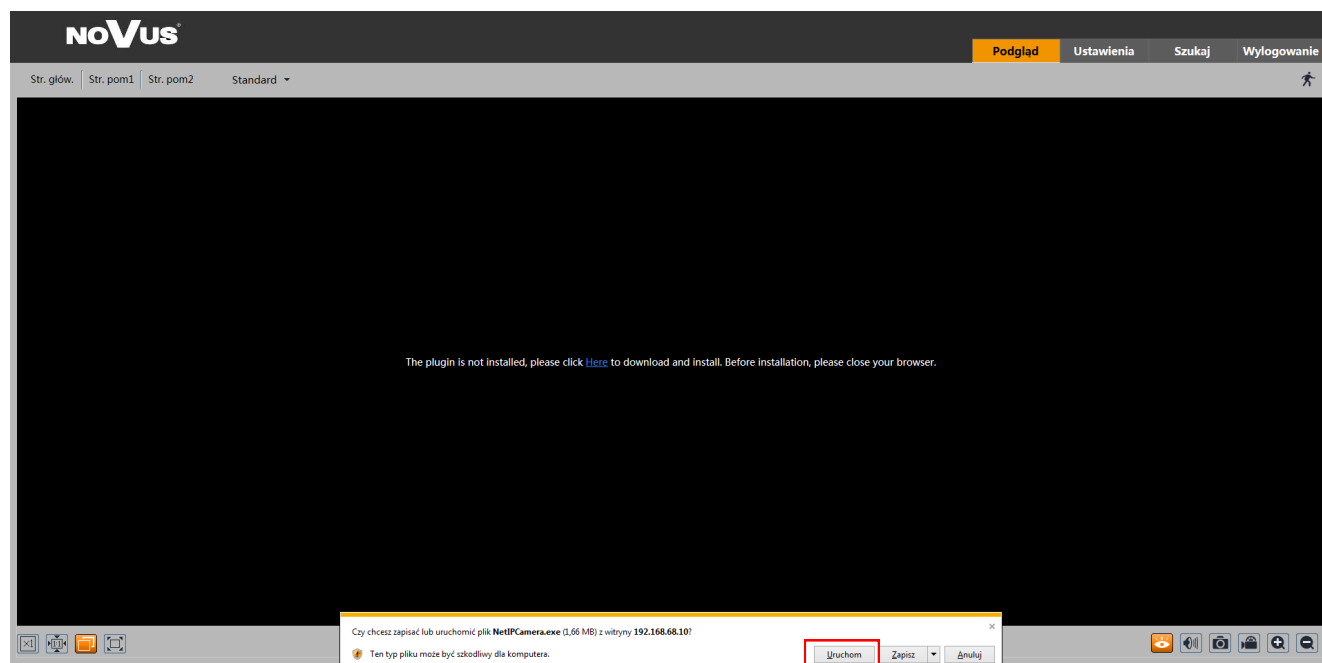 NOVUS®
Podgląd Ustawienia Szukaj Wylogowanie
Str. głów. Str. pom1 Str. pom2 Standard
The plugin is not installed, please click Here to download and install. Before installation, please close your browser.
Czy chcesz zapisać lub uruchomić plik NetIPCamera.exe (1,66 MB) z witryny 192.168.68.10?
Ten typ pliku może być szkodliwy dla komputera.
Uruchom Zapisz Anuluj
×1 1:1